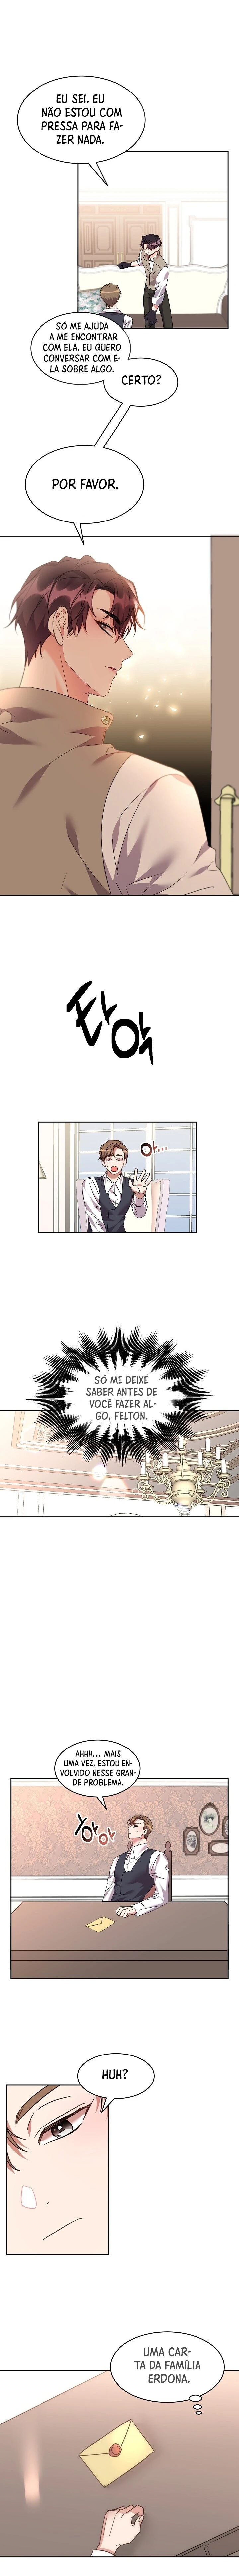 EU SEI. EU
NÃO ESTOU COM
PRESSA PARA FA-
ZER NADA.
SÓ ME AJUDA
A ME ENCONTRAR
COM ELA. EU QUERO
CONVERSAR COM E-
LA SOBRE ALGO.
CERTO?
POR FAVOR.
탸
야
야...
SÓ ME DEIXE
SABER ANTES DE
VOCÊ FAZER AL-
GO, FELTON.
AHHH... MAIS
UMA VEZ, ESTOU EN-
VOLVIDO NESSE GRAN-
DE PROBLEMA.
HUH?
UMA CAR-
TA DA FAMÍLIA
ERDONA.